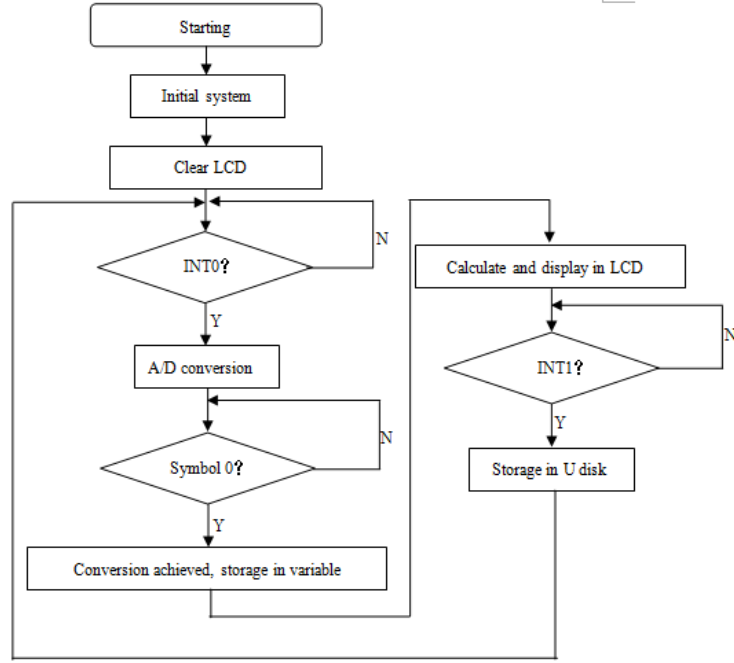 Starting
Initial system
Clear LCD
N
INT0?
Y
A/D conversion
N
Symbol 0?
Y
Conversion achieved, storage in variable
Calculate and display in LCD
N
INT1?
Y
Storage in U disk